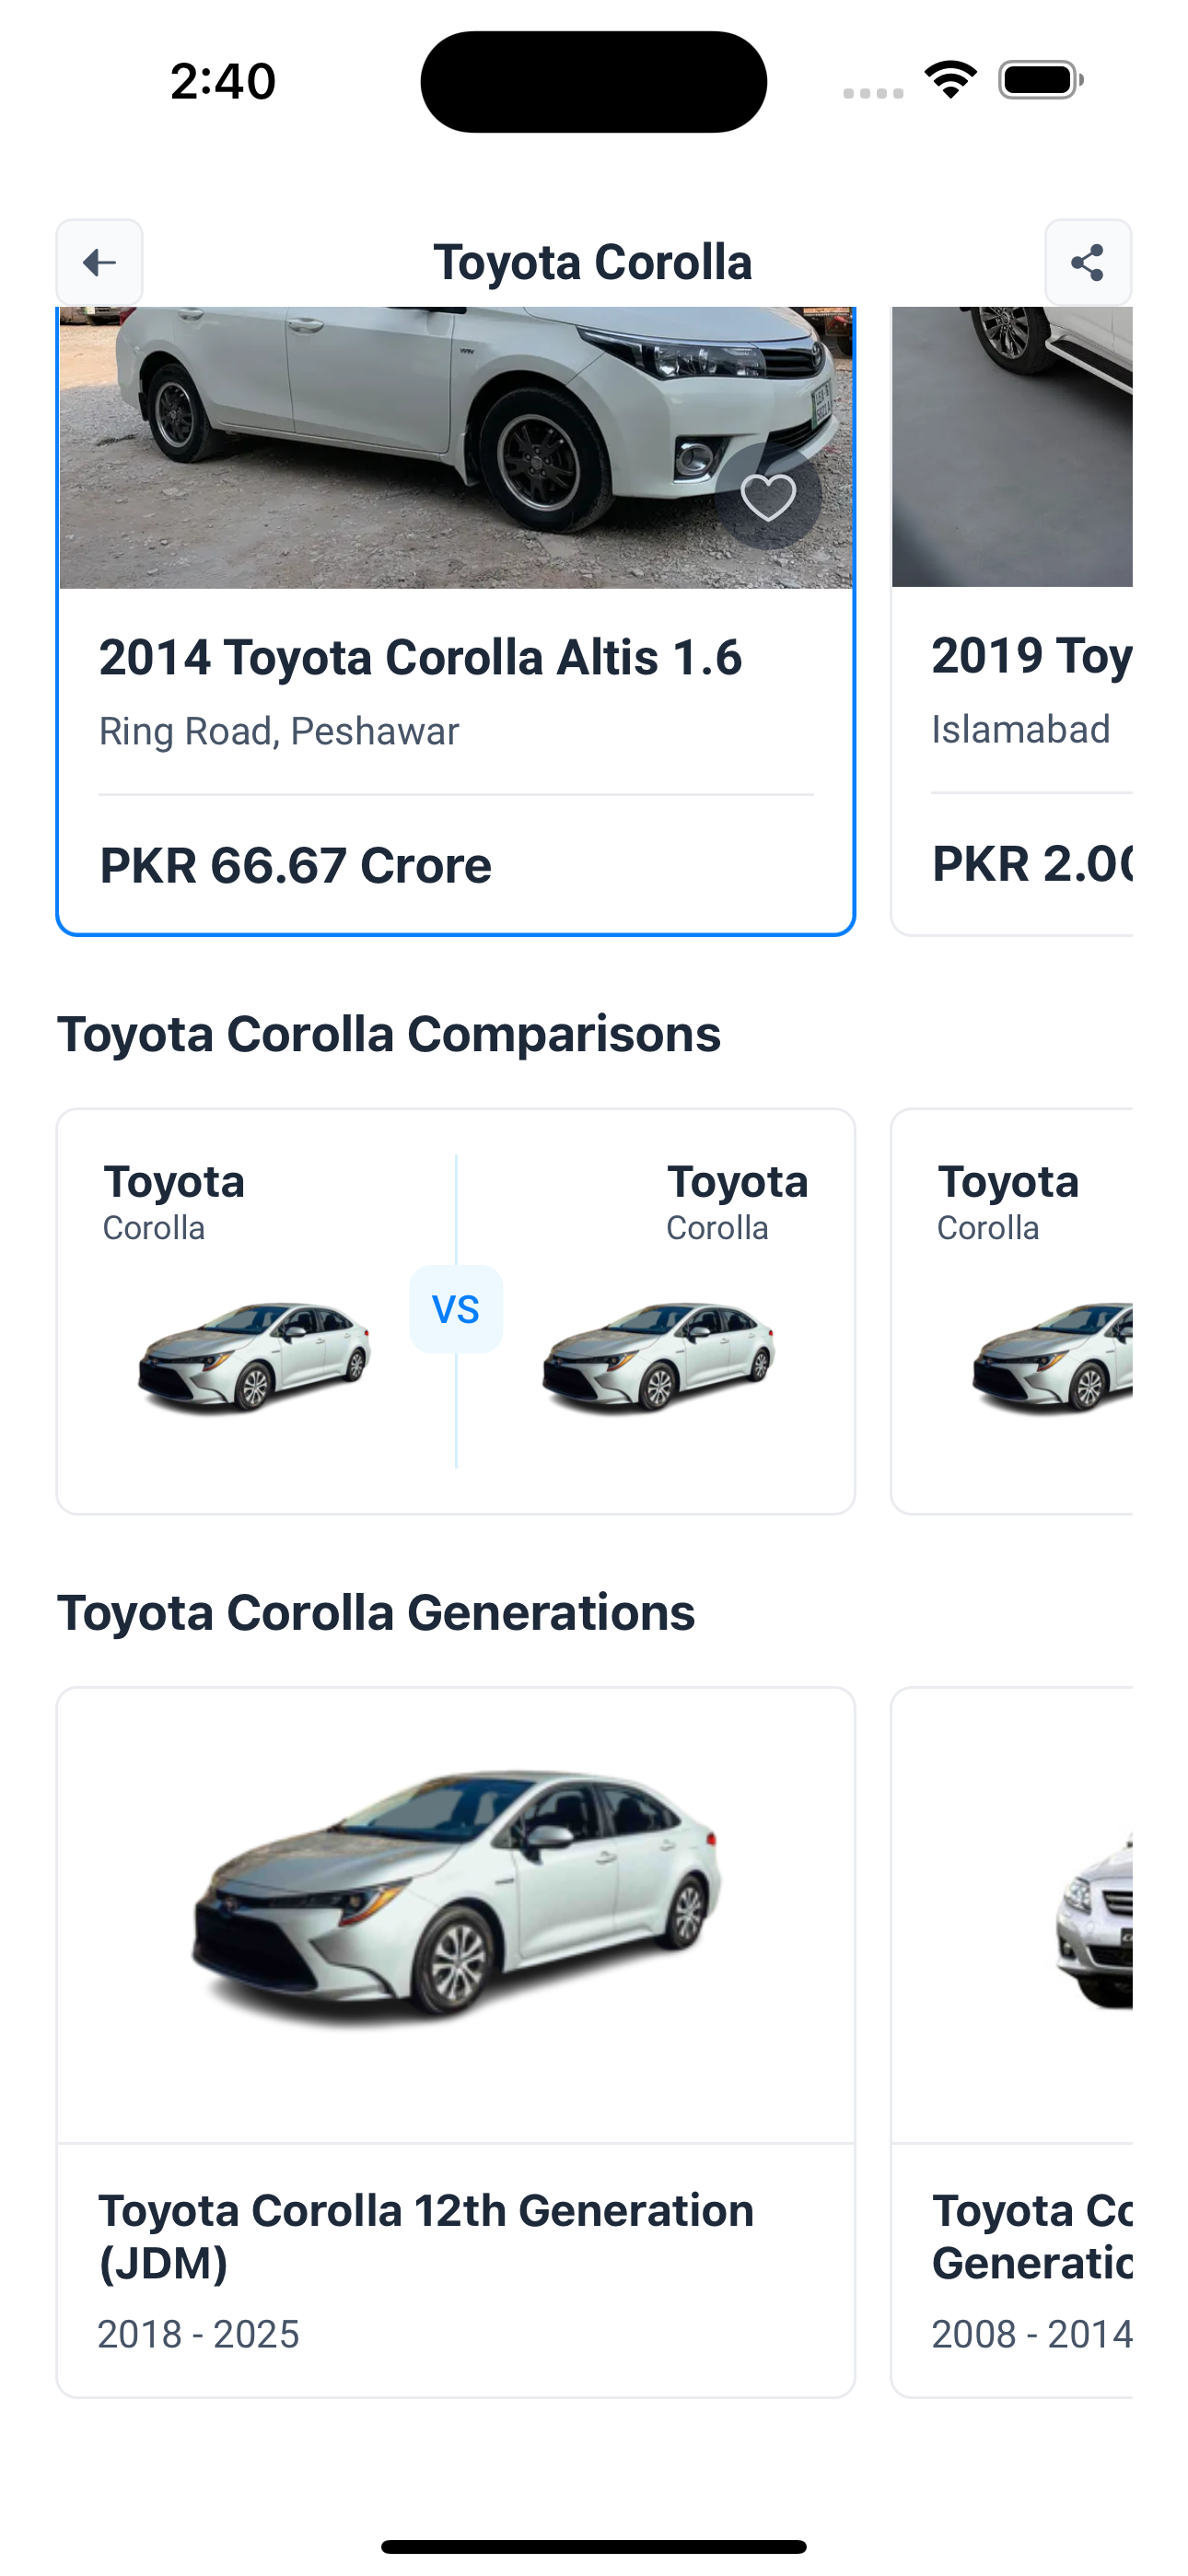 2:40
Toyota Corolla
2014 Toyota Corolla Altis 1.6
Ring Road, Peshawar
PKR 66.67 Crore
2019 Toy
Islamabad
PKR 2.0
Toyota Corolla Comparisons
Toyota
Corolla
VS
Toyota
Corolla
Toyota
Corolla
Toyota Corolla Generations
Toyota Corolla 12th Generation
(JDM)
2018 - 2025
Toyota Co
Generatio
2008 - 2014